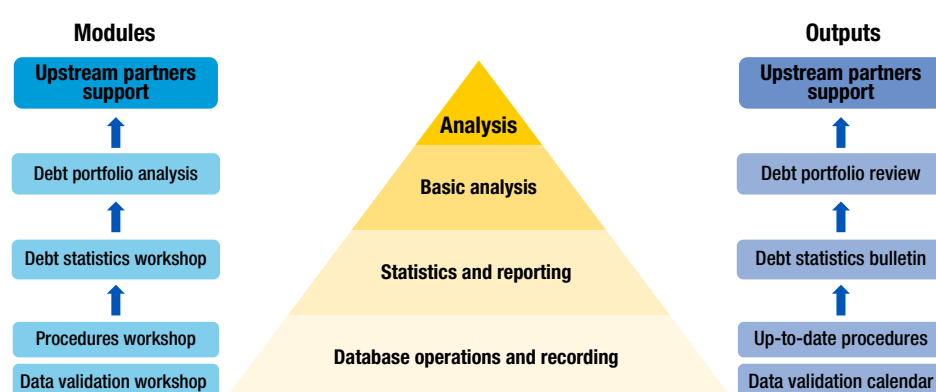 Modules
Upstream partners
support
Debt portfolio analysis
Debt statistics workshop
Procedures workshop
Data validation workshop
Analysis
Basic analysis
Statistics and reporting
Database operations and recording
Outputs
Upstream partners
support
Debt portfolio review
Debt statistics bulletin
Up-to-date procedures
Data validation calendar